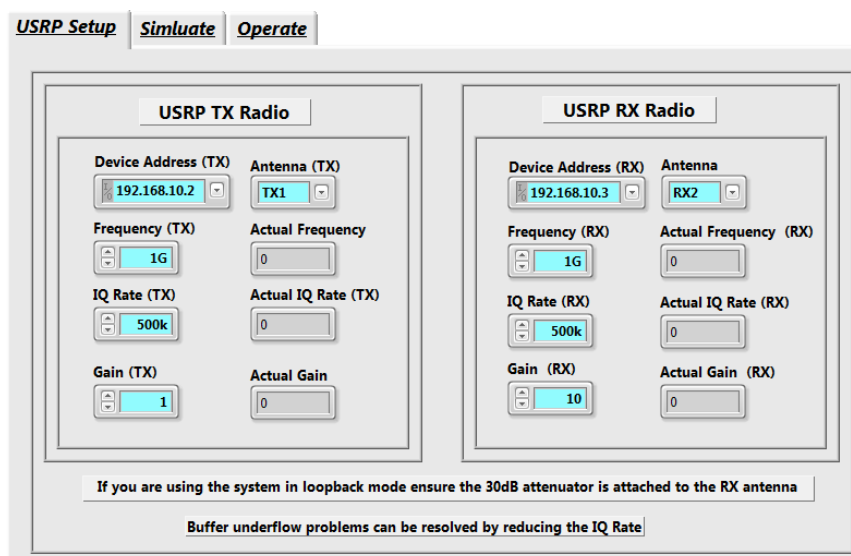 USRP Setup Simluate Operate
USRP TX Radio
Device Address (TX) Antenna (TX)
I/O 192.168.10.2 TX1
Frequency (TX) Actual Frequency
1G 0
IQ Rate (TX) Actual IQ Rate (TX)
500k 0
Gain (TX) Actual Gain
1 0
USRP RX Radio
Device Address (RX) Antenna
I/O 192.168.10.3 RX2
Frequency (RX) Actual Frequency (RX)
1G 0
IQ Rate (RX) Actual IQ Rate (RX)
500k 0
Gain (RX) Actual Gain (RX)
10 0
If you are using the system in loopback mode ensure the 30dB attenuator is attached to the RX antenna
Buffer underflow problems can be resolved by reducing the IQ Rate